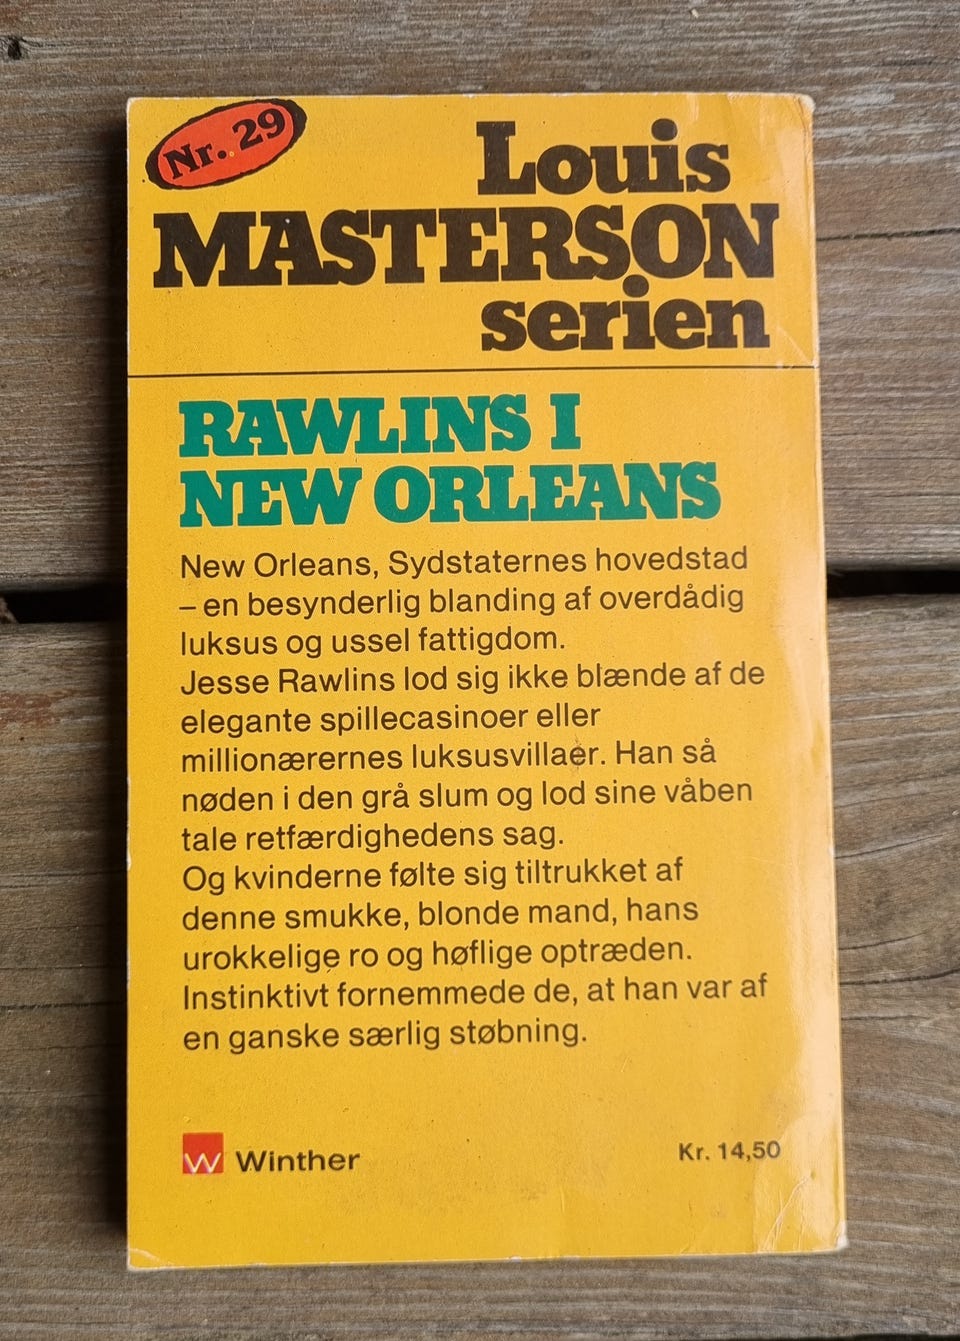 Nr. 29
Louis
MASTERSON
serien
RAWLINS I
NEW ORLEANS
New Orleans, Sydstaternes hovedstad
– en besynderlig blanding af overdådig
luksus og ussel fattigdom.
Jesse Rawlins lod sig ikke blænde af de
elegante spillecasinoer eller
millionærernes luksusvillaer. Han så
nøden i den grå slum og lod sine våben
tale retfærdighedens sag.
Og kvinderne følte sig tiltrukket af
denne smukke, blonde mand, hans
urokkelige ro og høflige optræden.
Instinktivt fornemmede de, at han var af
en ganske særlig støbning.
W Winther
Kr. 14,50